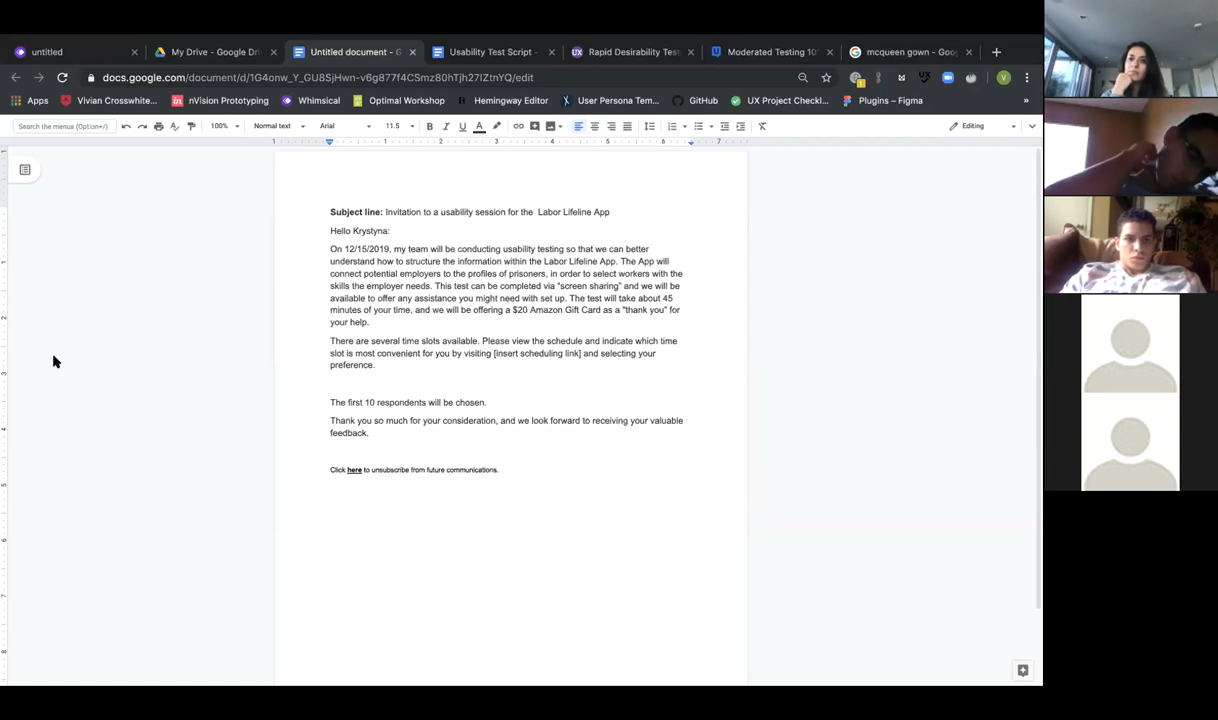 untitled
My Drive - Google Dri
Untitled document - G
Usability Test Script -
Rapid Desirability Test
Moderated Testing 10
mcqueen gown - Goo
docs.google.com/document/d/1G4onw_Y_GU8SjHwn-v6g877f4CSmz80hTjh27IZtnYQ/edit
V
Apps
Vivian Crosswhite...
nVision Prototyping
Whimsical
Optimal Workshop
Hemingway Editor
User Persona Tem...
GitHub
UX Project Checkl...
Plugins – Figma
»
Search the menus (Option+/)
100%
Normal text
Arial
11.5
B I U A
Editing
1 1 2 3 4 5 6 7
Subject line: Invitation to a usability session for the Labor Lifeline App
Hello Krystyna:
On 12/15/2019, my team will be conducting usability testing so that we can better
understand how to structure the information within the Labor Lifeline App. The App will
connect potential employers to the profiles of prisoners, in order to select workers with the
skills the employer needs. This test can be completed via “screen sharing” and we will be
available to offer any assistance you might need with set up. The test will take about 45
minutes of your time, and we will be offering a $20 Amazon Gift Card as a "thank you" for
your help.
There are several time slots available. Please view the schedule and indicate which time
slot is most convenient for you by visiting [insert scheduling link] and selecting your
preference.
The first 10 respondents will be chosen.
Thank you so much for your consideration, and we look forward to receiving your valuable
feedback.
Click here to unsubscribe from future communications.